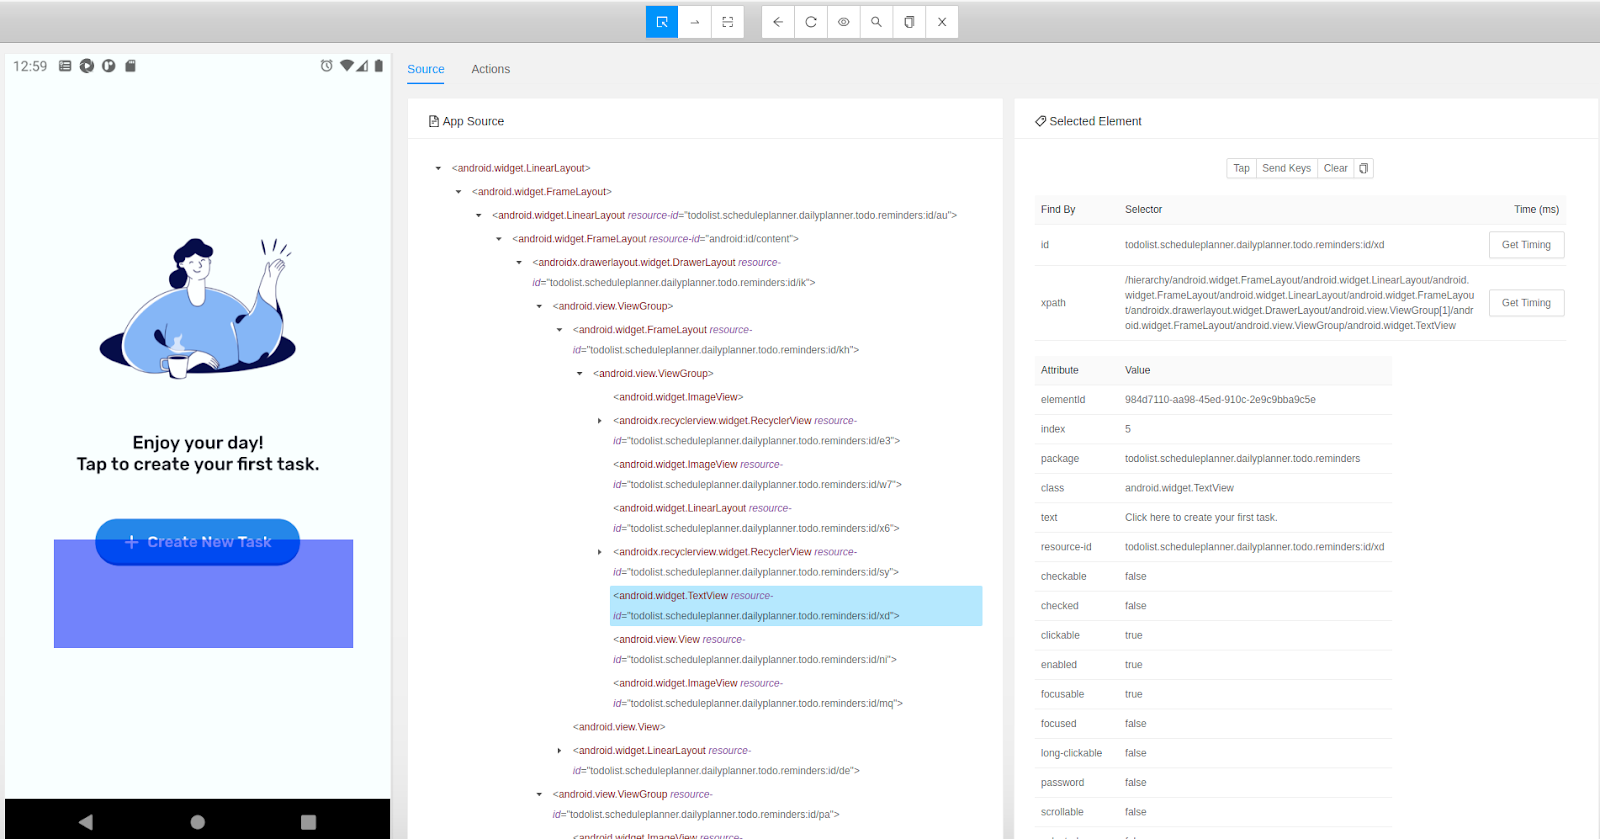 12:59
Enjoy your day!
Tap to create your first task.
+ Create New Task
Source
Actions
App Source
<android.widget.LinearLayout>
<android.widget.FrameLayout>
<android.widget.LinearLayout resource-id="todolist.scheduleplanner.dailyplanner.todo.reminders:id/au">
<android.widget.FrameLayout resource-id="android:id/content">
<androidx.drawerlayout.widget.DrawerLayout resource-
id="todolist.scheduleplanner.dailyplanner.todo.reminders:id/ik">
<android.view.ViewGroup>
<android.widget.FrameLayout resource-
id="todolist.scheduleplanner.dailyplanner.todo.reminders:id/kh">
<android.view.ViewGroup>
<android.widget.ImageView>
<androidx.recyclerview.widget.RecyclerView resource-
id="todolist.scheduleplanner.dailyplanner.todo.reminders:id/e3">
<android.widget.ImageView resource-
id="todolist.scheduleplanner.dailyplanner.todo.reminders:id/w7">
<android.widget.LinearLayout resource-
id="todolist.scheduleplanner.dailyplanner.todo.reminders:id/x6">
<androidx.recyclerview.widget.RecyclerView resource-
id="todolist.scheduleplanner.dailyplanner.todo.reminders:id/sy">
<android.widget.TextView resource-
id="todolist.scheduleplanner.dailyplanner.todo.reminders:id/xd">
<android.view.View resource-
id="todolist.scheduleplanner.dailyplanner.todo.reminders:id/ni">
<android.widget.ImageView resource-
id="todolist.scheduleplanner.dailyplanner.todo.reminders:id/mq">
<android.view.View>
<android.widget.LinearLayout resource-
id="todolist.scheduleplanner.dailyplanner.todo.reminders:id/de">
<android.view.ViewGroup resource-
id="todolist.scheduleplanner.dailyplanner.todo.reminders:id/pa">
<android.widget.ImageView resource-
Selected Element
Tap Send Keys Clear
Find By Selector Time (ms)
id todolist.scheduleplanner.dailyplanner.todo.reminders:id/xd Get Timing
xpath
/hierarchy/android.widget.FrameLayout/android.widget.LinearLayout/android.
widget.FrameLayout/android.widget.LinearLayout/android.widget.FrameLayou
t/androidx.drawerlayout.widget.DrawerLayout/android.view.ViewGroup[1]/andr
oid.widget.FrameLayout/android.view.ViewGroup/android.widget.TextView
Get Timing
Attribute Value
elementId 984d7110-aa98-45ed-910c-2e9c9bba9c5e
index 5
package todolist.scheduleplanner.dailyplanner.todo.reminders
class android.widget.TextView
text Click here to create your first task.
resource-id todolist.scheduleplanner.dailyplanner.todo.reminders:id/xd
checkable false
checked false
clickable true
enabled true
focusable true
focused false
long-clickable false
password false
scrollable false